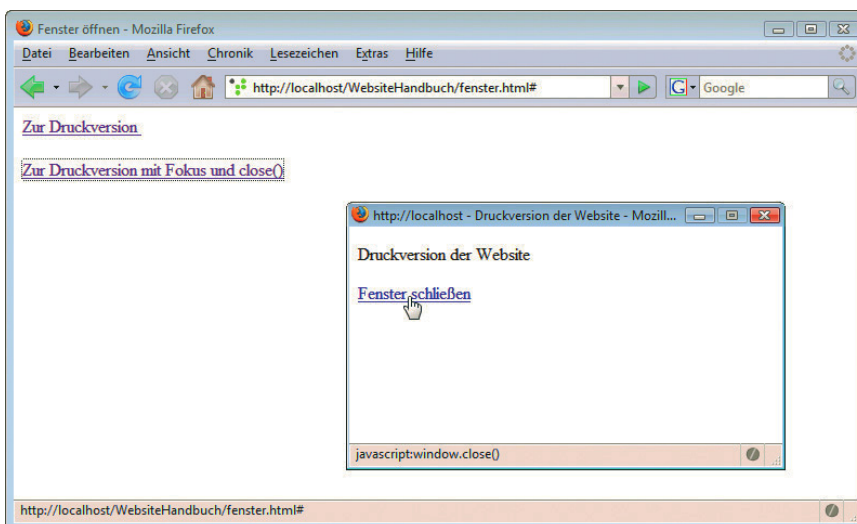 Fenster öffnen - Mozilla Firefox
Datei Bearbeiten Ansicht Chronik Lesezeichen Extras Hilfe
http://localhost/WebsiteHandbuch/fenster.html# G Google
Zur Druckversion
Zur Druckversion mit Fokus und close()
http://localhost - Druckversion der Website - Mozill...
Druckversion der Website
Fenster schließen
javascript:window.close()
http://localhost/WebsiteHandbuch/fenster.html#